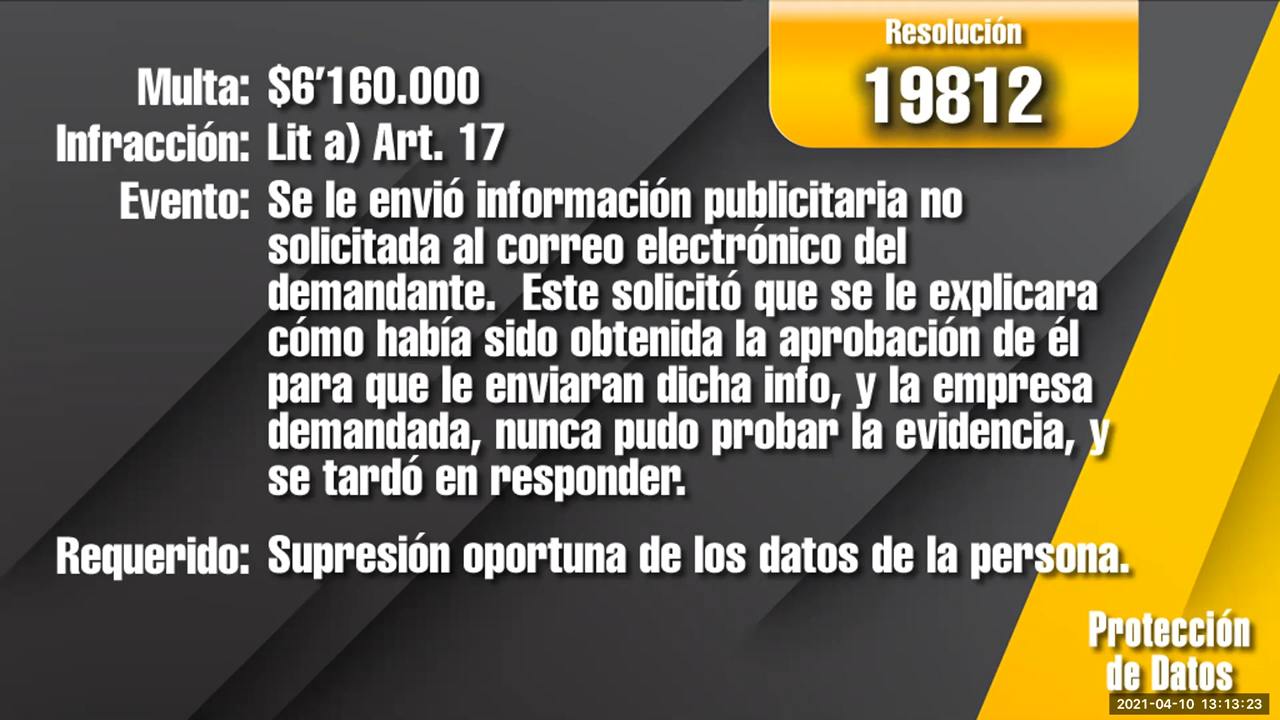 Resolución
19812
Multa: $6'160.000
Infracción: Lit a) Art. 17
Evento: Se le envió información publicitaria no
solicitada al correo electrónico del
demandante. Este solicitó que se le explicara
cómo había sido obtenida la aprobación de él
para que le enviaran dicha info, y la empresa
demandada, nunca pudo probar la evidencia, y
se tardó en responder.
Requerido: Supresión oportuna de los datos de la persona.
Protección
de Datos
2021-04-10 13:13:23